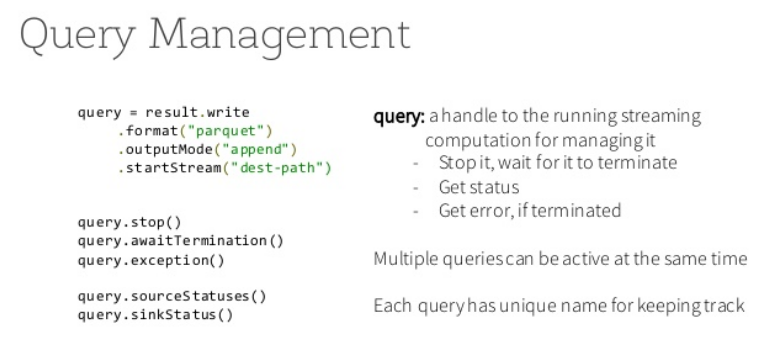 Query Management
query = result.write
.format("parquet")
.outputMode("append")
.startStream("dest-path")
query.stop()
query.awaitTermination()
query.exception()
query.sourceStatuses()
query.sinkStatus()
query: a handle to the running streaming
computation for managing it
- Stop it, wait for it to terminate
- Get status
- Get error, if terminated
Multiple queries can be active at the same time
Each query has unique name for keeping track